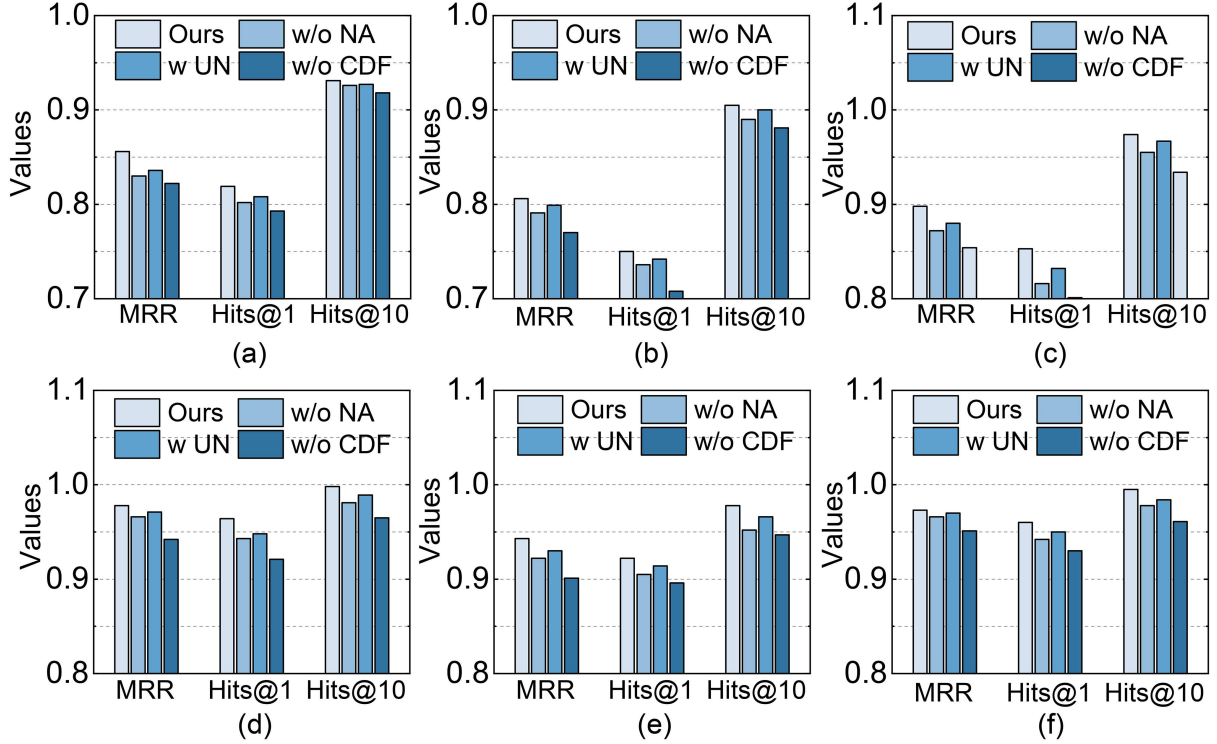 Values
1.0
0.9
0.8
0.7
Ours
w/o NA
w UN
w/o CDF
MRR
Hits@1
Hits@10
(a)
Values
1.0
0.9
0.8
0.7
Ours
w/o NA
w UN
w/o CDF
MRR
Hits@1
Hits@10
(b)
Values
1.1
1.0
0.9
0.8
Ours
w/o NA
w UN
w/o CDF
MRR
Hits@1
Hits@10
(c)
Values
1.1
1.0
0.9
0.8
Ours
w/o NA
w UN
w/o CDF
MRR
Hits@1
Hits@10
(d)
Values
1.1
1.0
0.9
0.8
Ours
w/o NA
w UN
w/o CDF
MRR
Hits@1
Hits@10
(e)
Values
1.1
1.0
0.9
0.8
Ours
w/o NA
w UN
w/o CDF
MRR
Hits@1
Hits@10
(f)